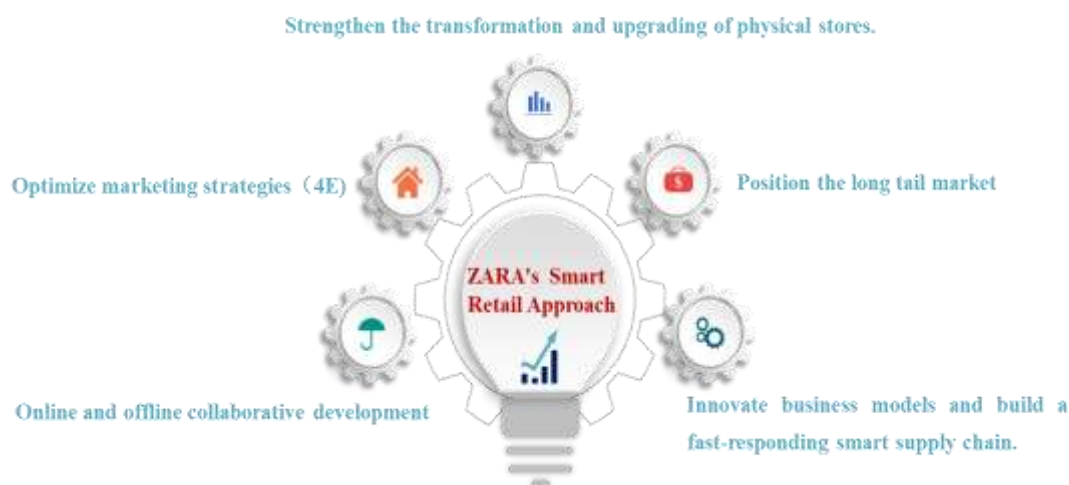 Strengthen the transformation and upgrading of physical stores.
Optimize marketing strategies（4E)
Position the long tail market
$
ZARA's Smart
Retail Approach
Online and offline collaborative development
Innovate business models and build a
fast-responding smart supply chain.